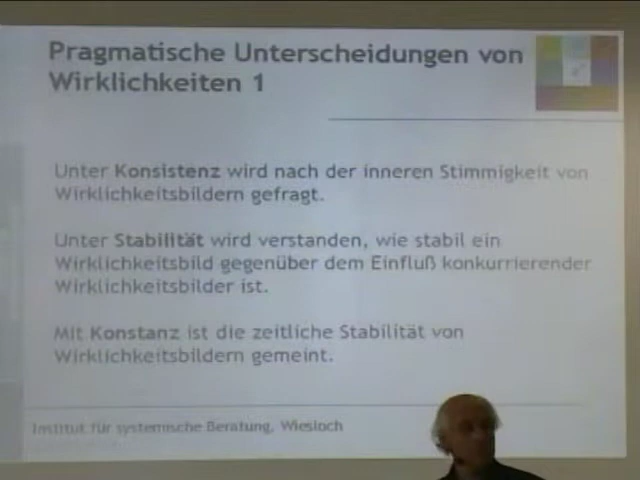 Pragmatische Unterscheidungen von
Wirklichkeiten 1
Unter Konsistenz wird nach der inneren Stimmigkeit von
Wirklichkeitsbildern gefragt.
Unter Stabilität wird verstanden, wie stabil ein
Wirklichkeitsbild gegenüber dem Einfluß konkurrierender
Wirklichkeitsbilder ist.
Mit Konstanz ist die zeitliche Stabilität von
Wirklichkeitsbildern gemeint.
Institut für systemische Beratung, Wiesloch